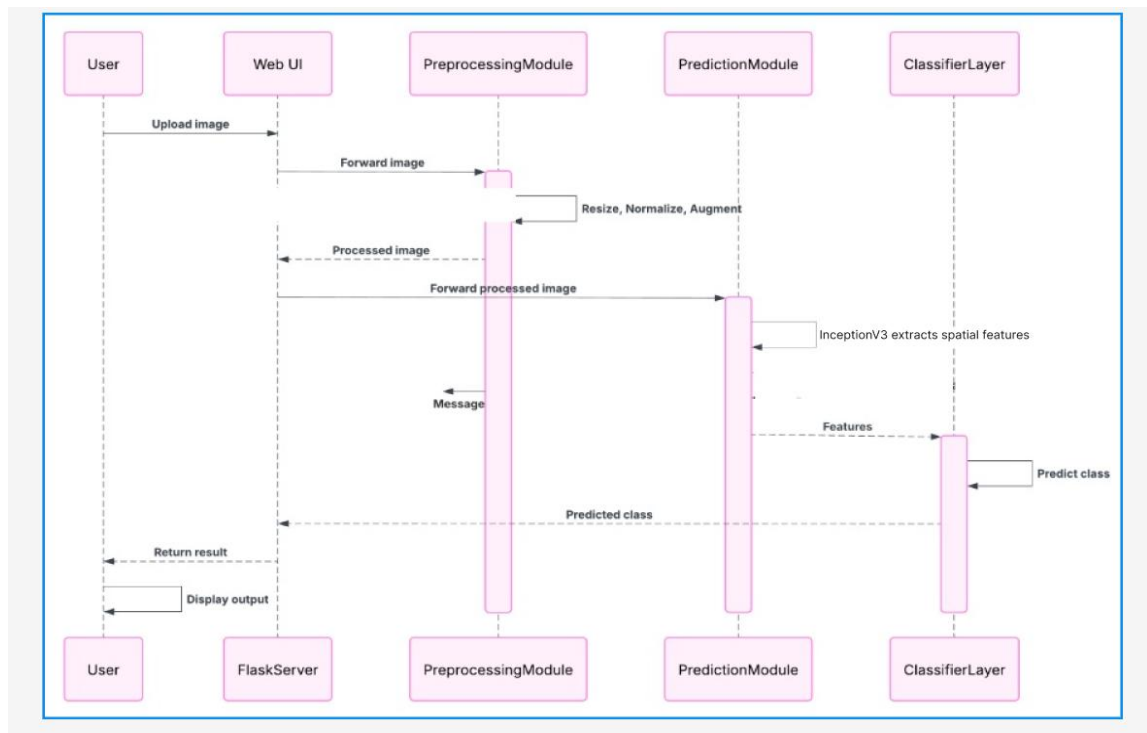 User
Web UI
PreprocessingModule
PredictionModule
ClassifierLayer
Upload image
Forward image
Resize, Normalize, Augment
Processed image
Forward processed image
InceptionV3 extracts spatial features
Message
Features
Predict class
Predicted class
Return result
Display output
User
FlaskServer
PreprocessingModule
PredictionModule
ClassifierLayer